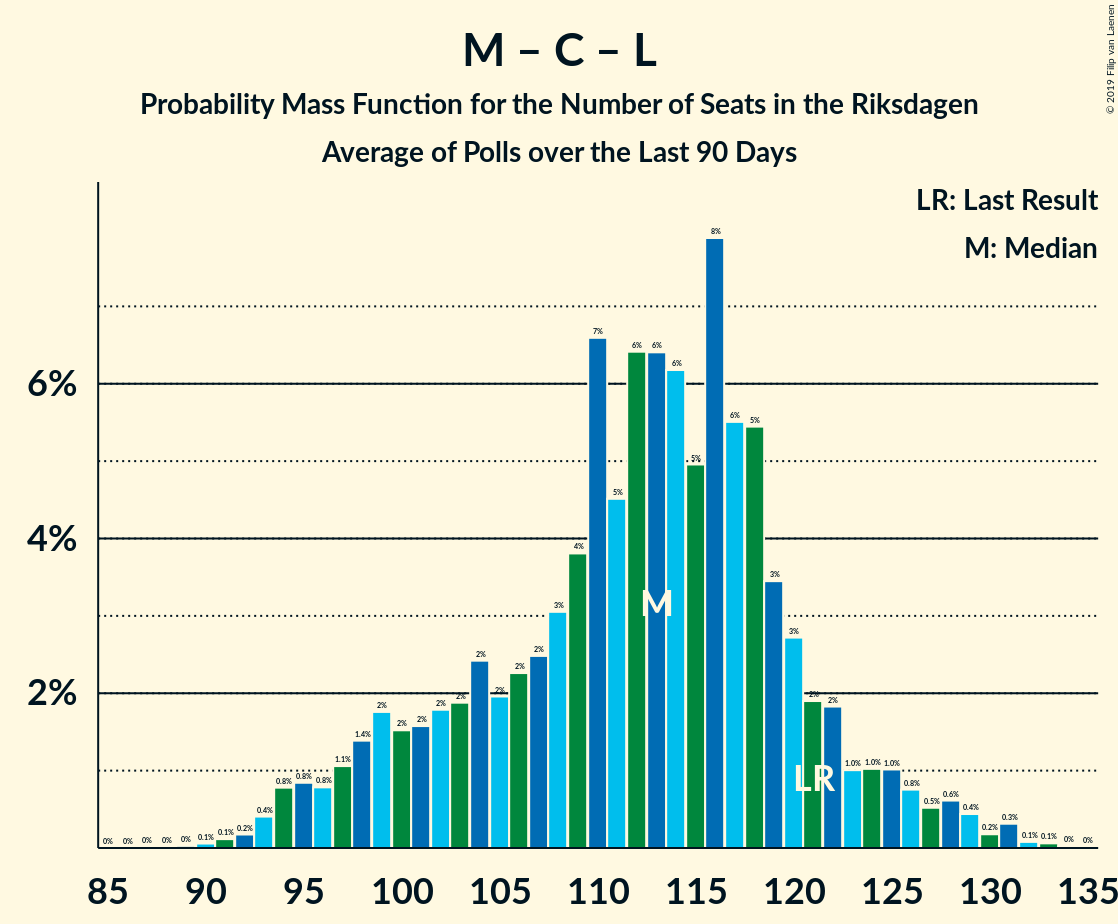 M – C – L
Probability Mass Function for the Number of Seats in the Riksdagen
Average of Polls over the Last 90 Days
© 2019 Filip van Laenen
LR: Last Result
M: Median
8%
7%
6% 6% 6%
6%
6% 5%
5%
5%
4%
4%
3% 3%
3%
2% 2% 2% 2% 2% 2% 2% 2% 2% 2% 2% 2%
2%
M
LR
0% 0% 0% 0% 0% 0.1% 0.1% 0.2% 0.4% 0.8% 0.8% 0.8% 1.1% 1.4%
1.0% 1.0% 1.0% 0.8% 0.5% 0.6% 0.4% 0.2% 0.3% 0.1% 0.1% 0% 0%
85 90 95 100 105 110 115 120 125 130 135